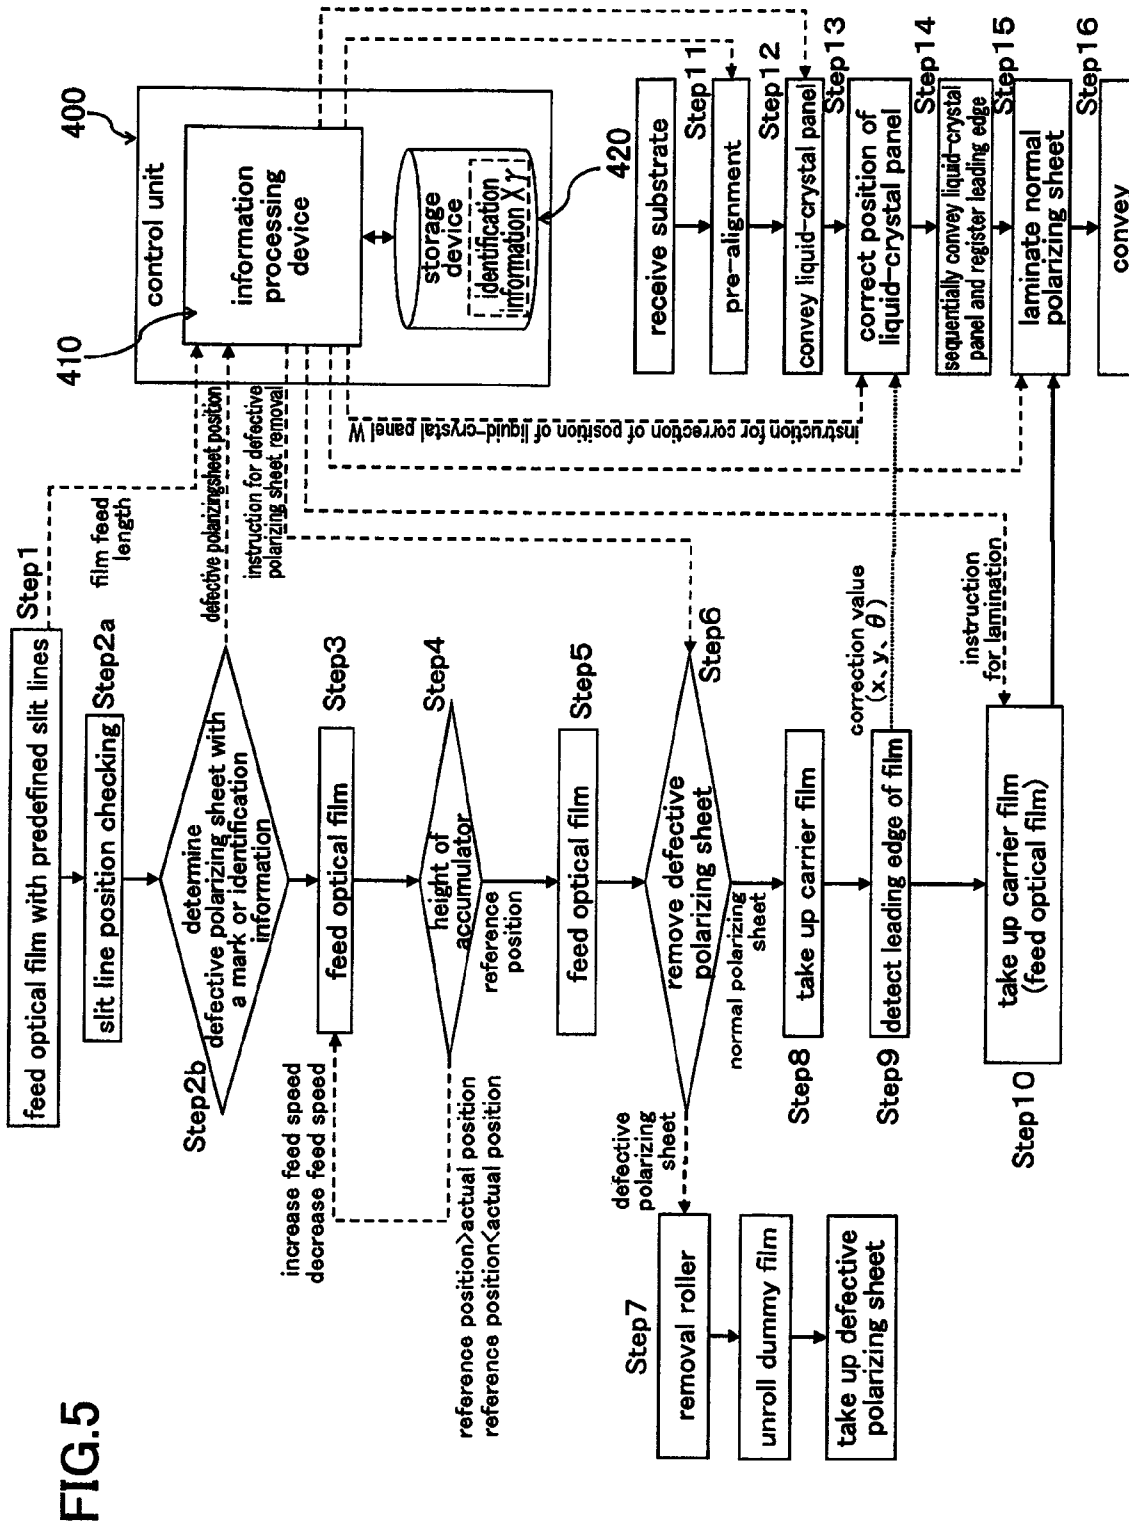 FIG.5
Step1
feed optical film with predefined slit lines
film feed
length
Step2a
slit line position checking
Step2b
determine
defective polarizing sheet with
a mark or identification
information
defective polarizing sheet position
Step3
feed optical film
increase feed speed
decrease feed speed
Step4
height of
accumulator
reference position>actual position
reference position<actual position
reference
position
Step5
feed optical film
instruction for defective
polarizing sheet removal
Step6
remove defective
polarizing sheet
defective
polarizing
sheet
normal polarizing
sheet
Step7
removal roller
unroll dummy film
take up defective
polarizing sheet
Step8
take up carrier film
Step9
detect leading edge of film
correction value
(x、y、θ)
Step10
take up carrier film
(feed optical film)
instruction
for lamination
instruction for correction of position of liquid-crystal panel W
400
control unit
410
information
processing
device
storage
device
identification
information Xγ
420
receive substrate
Step11
pre-alignment
Step12
convey liquid-crystal panel
Step13
correct position of
liquid-crystal panel
Step14
sequentially convey liquid-crystal
panel and register leading edge
Step15
laminate normal
polarizing sheet
Step16
convey